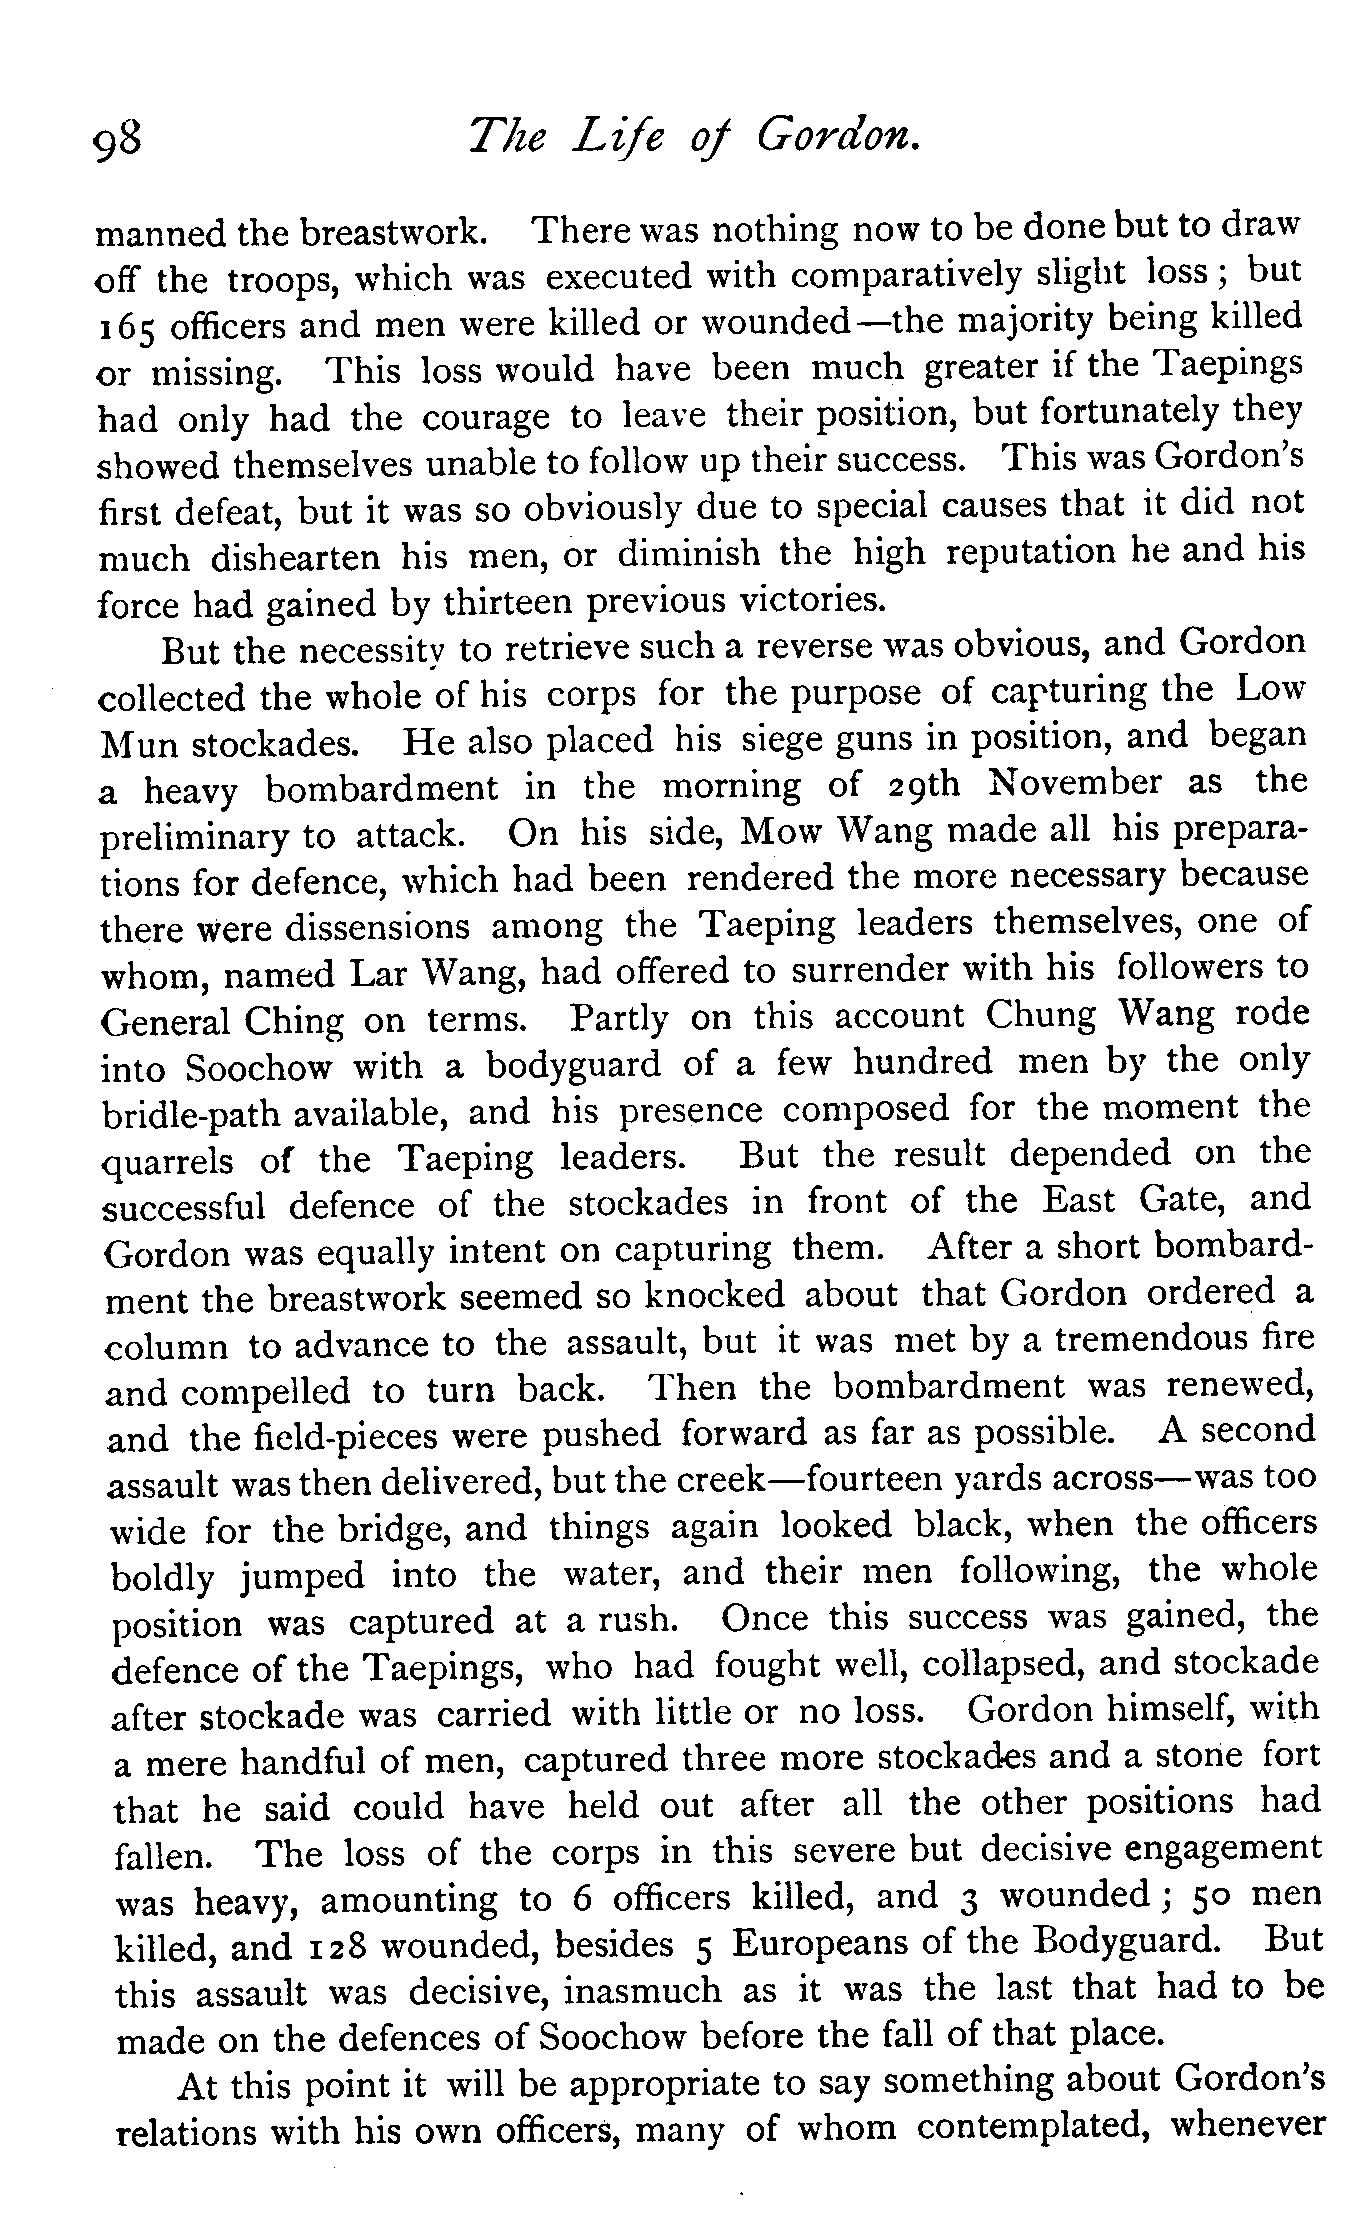 98 The Life of Gordon.
manned the breastwork. There was nothing now to be done but to draw
off the troops, which was executed with comparatively slight loss ; but
165 officers and men were killed or wounded—the majority being killed
or missing. This loss would have been much greater if the Taepings
had only had the courage to leave their position, but fortunately they
showed themselves unable to follow up their success. This was Gordon's
first defeat, but it was so obviously due to special causes that it did not
much dishearten his men, or diminish the high reputation he and his
force had gained by thirteen previous victories.
But the necessity to retrieve such a reverse was obvious, and Gordon
collected the whole of his corps for the purpose of capturing the Low
Mun stockades. He also placed his siege guns in position, and began
a heavy bombardment in the morning of 29th November as the
preliminary to attack. On his side, Mow Wang made all his prepara-
tions for defence, which had been rendered the more necessary because
there were dissensions among the Taeping leaders themselves, one of
whom, named Lar Wang, had offered to surrender with his followers to
General Ching on terms. Partly on this account Chung Wang rode
into Soochow with a bodyguard of a few hundred men by the only
bridle-path available, and his presence composed for the moment the
quarrels of the Taeping leaders. But the result depended on the
successful defence of the stockades in front of the East Gate, and
Gordon was equally intent on capturing them. After a short bombard-
ment the breastwork seemed so knocked about that Gordon ordered a
column to advance to the assault, but it was met by a tremendous fire
and compelled to turn back. Then the bombardment was renewed,
and the field-pieces were pushed forward as far as possible. A second
assault was then delivered, but the creek—fourteen yards across—was too
wide for the bridge, and things again looked black, when the officers
boldly jumped into the water, and their men following, the whole
position was captured at a rush. Once this success was gained, the
defence of the Taepings, who had fought well, collapsed, and stockade
after stockade was carried with little or no loss. Gordon himself, with
a mere handful of men, captured three more stockades and a stone fort
that he said could have held out after all the other positions had
fallen. The loss of the corps in this severe but decisive engagement
was heavy, amounting to 6 officers killed, and 3 wounded ; 50 men
killed, and 128 wounded, besides 5 Europeans of the Bodyguard. But
this assault was decisive, inasmuch as it was the last that had to be
made on the defences of Soochow before the fall of that place.
At this point it will be appropriate to say something about Gordon's
relations with his own officers, many of whom contemplated, whenever